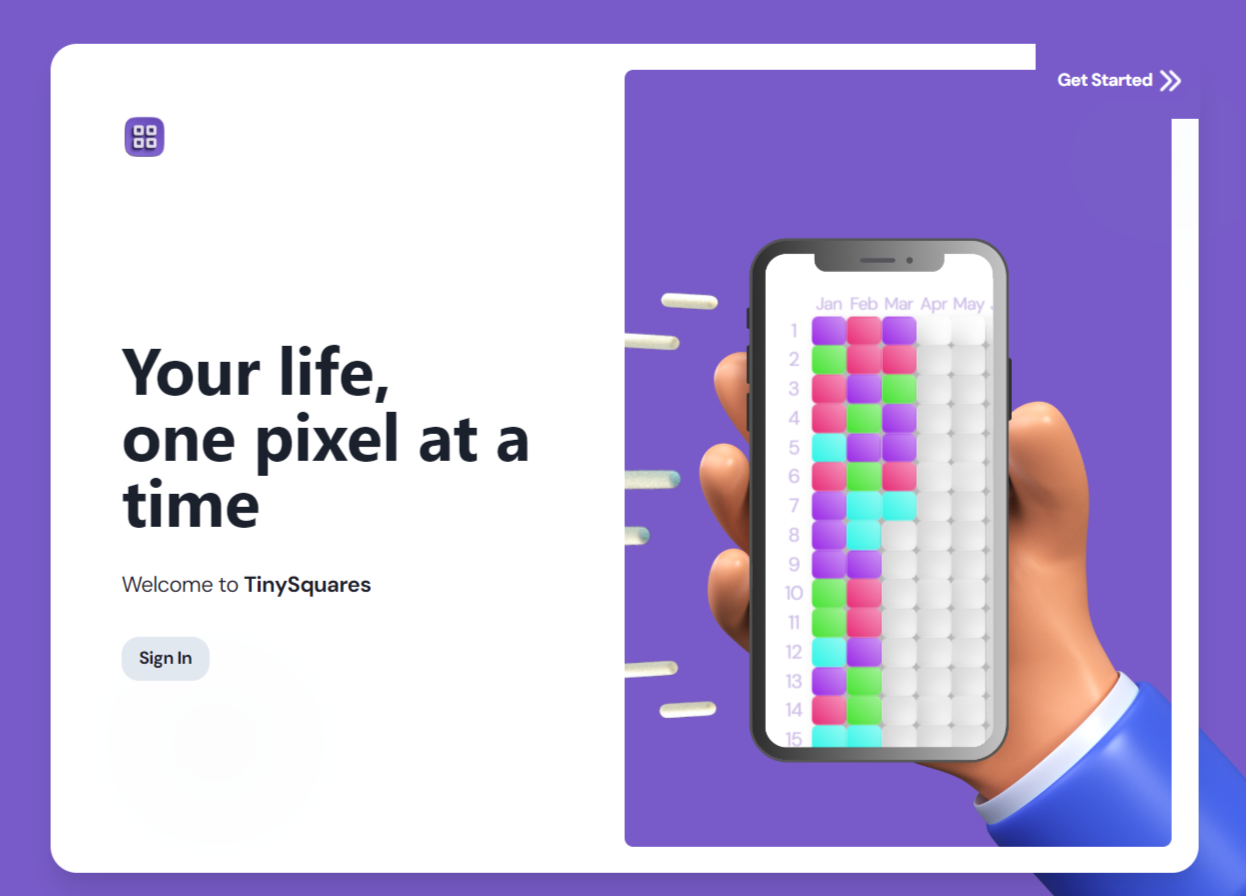 Get Started
Your life,
one pixel at a
time
Welcome to TinySquares
Sign In
Jan Feb Mar Apr May
1
2
3
4
5
6
7
8
9
10
11
12
13
14
15